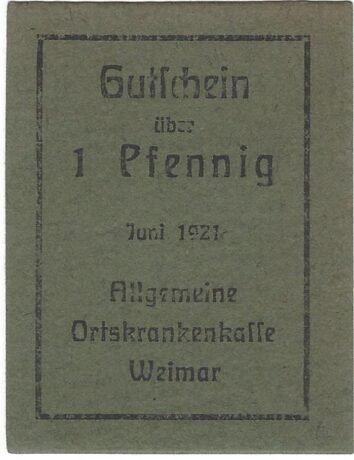 Gutschein
über
1 Pfennig
Juni 1921
Allgemeine
Ortskrankenkasse
Weimar